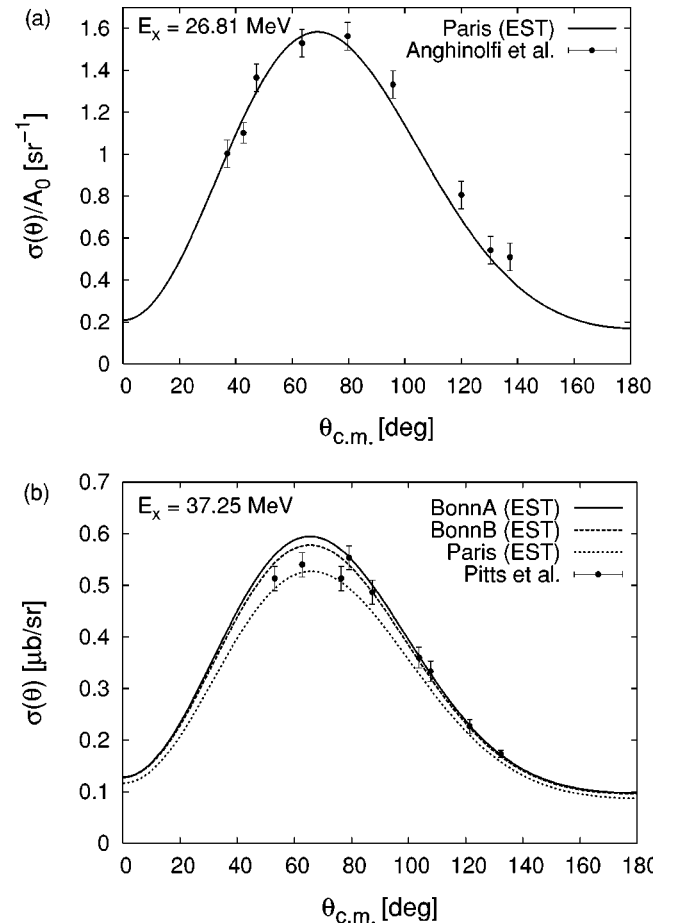 (a)
E_x = 26.81 MeV
Paris (EST)
Anghinolfi et al.
1.6
1.4
1.2
1
0.8
0.6
0.4
0.2
0
σ(θ)/A_0 [sr^−1]
0 20 40 60 80 100 120 140 160 180
θ_c.m. [deg]
(b)
E_x = 37.25 MeV
BonnA (EST)
BonnB (EST)
Paris (EST)
Pitts et al.
0.7
0.6
0.5
0.4
0.3
0.2
0.1
0
σ(θ) [μb/sr]
0 20 40 60 80 100 120 140 160 180
θ_c.m. [deg]